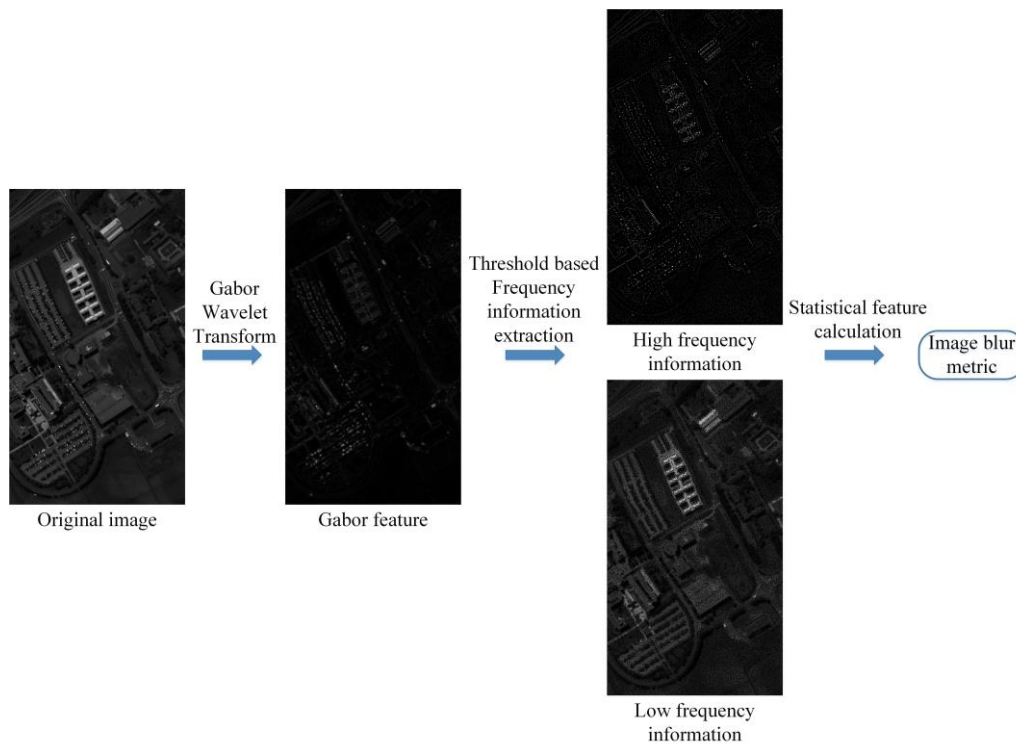 Original image
Gabor
Wavelet
Transform
Gabor feature
Threshold based
Frequency
information
extraction
High frequency
information
Low frequency
information
Statistical feature
calculation
Image blur
metric